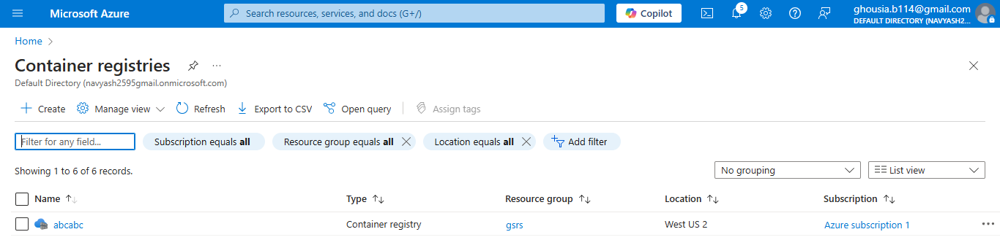 Microsoft Azure
Search resources, services, and docs (G+/)
Copilot
5
ghousia.b114@gmail.com
DEFAULT DIRECTORY (NAVYASH2...
Home
Container registries
...
Default Directory (navyash2595gmail.onmicrosoft.com)
Create Manage view Refresh Export to CSV Open query Assign tags
Filter for any field... Subscription equals all Resource group equals all Location equals all Add filter
Showing 1 to 6 of 6 records.
No grouping List view
Name Type Resource group Location Subscription
abcabc Container registry gsrs West US 2 Azure subscription 1 ...